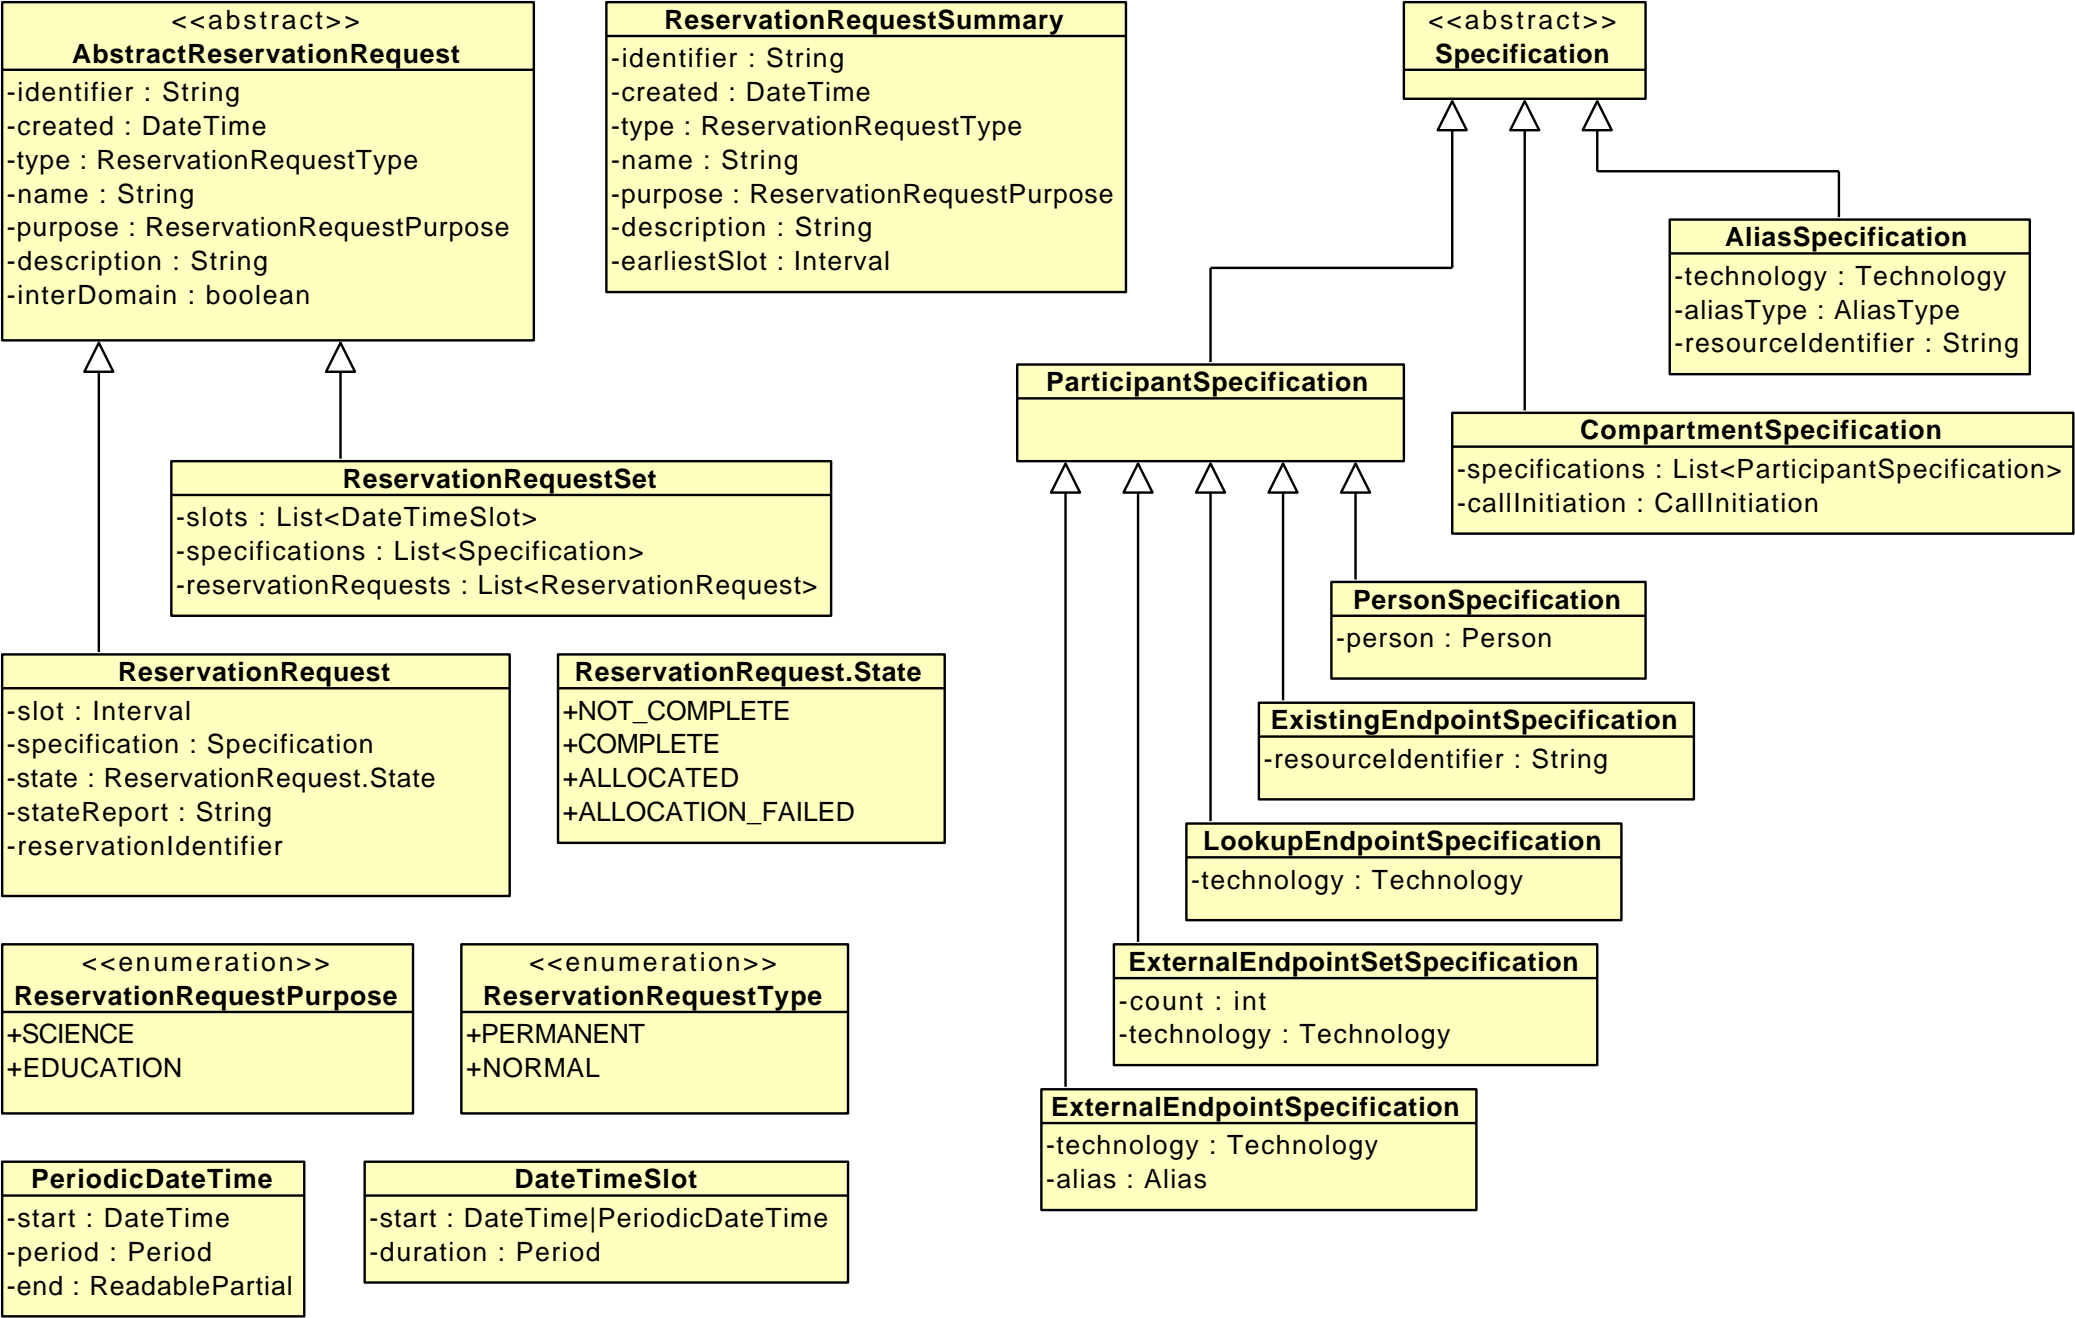 <<abstract>>
AbstractReservationRequest
-identifier : String
-created : DateTime
-type : ReservationRequestType
-name : String
-purpose : ReservationRequestPurpose
-description : String
-interDomain : boolean
ReservationRequestSummary
-identifier : String
-created : DateTime
-type : ReservationRequestType
-name : String
-purpose : ReservationRequestPurpose
-description : String
-earliestSlot : Interval
<<abstract>>
Specification
AliasSpecification
-technology : Technology
-aliasType : AliasType
-resourceIdentifier : String
ParticipantSpecification
CompartmentSpecification
-specifications : List<ParticipantSpecification>
-callInitiation : CallInitiation
ReservationRequestSet
-slots : List<DateTimeSlot>
-specifications : List<Specification>
-reservationRequests : List<ReservationRequest>
PersonSpecification
-person : Person
ReservationRequest
-slot : Interval
-specification : Specification
-state : ReservationRequest.State
-stateReport : String
-reservationIdentifier
ReservationRequest.State
+NOT_COMPLETE
+COMPLETE
+ALLOCATED
+ALLOCATION_FAILED
ExistingEndpointSpecification
-resourceIdentifier : String
LookupEndpointSpecification
-technology : Technology
<<enumeration>>
ReservationRequestPurpose
+SCIENCE
+EDUCATION
<<enumeration>>
ReservationRequestType
+PERMANENT
+NORMAL
ExternalEndpointSetSpecification
-count : int
-technology : Technology
ExternalEndpointSpecification
-technology : Technology
-alias : Alias
PeriodicDateTime
-start : DateTime
-period : Period
-end : ReadablePartial
DateTimeSlot
-start : DateTime|PeriodicDateTime
-duration : Period